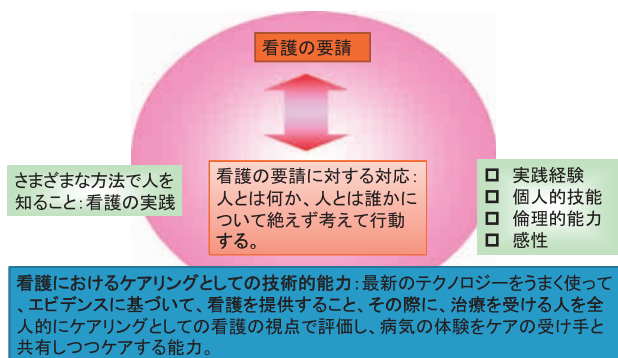 看護の要請
さまざまな方法で人を
知ること：看護の実践
看護の要請に対する対応：
人とは何か、人とは誰かに
ついて絶えず考えて行動
する。
□ 実践経験
□ 個人的技能
□ 倫理的能力
□ 感性
看護におけるケアリングとしての技術的能力：最新のテクノロジーをうまく使って
、エビデンスに基づいて、看護を提供すること、その際に、治療を受ける人を全
人的にケアリングとしての看護の視点で評価し、病気の体験をケアの受け手と
共有しつつケアする能力。